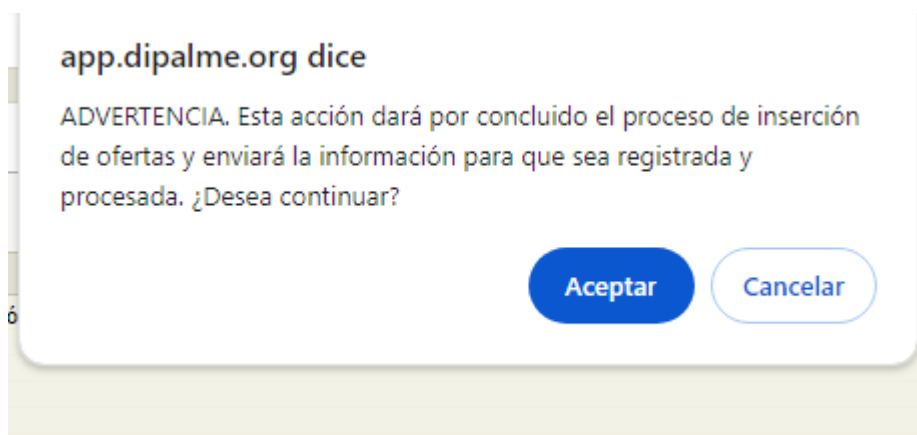 app.dipalme.org dice
ADVERTENCIA. Esta acción dará por concluido el proceso de inserción
de ofertas y enviará la información para que sea registrada y
procesada. ¿Desea continuar?
Aceptar Cancelar
ó